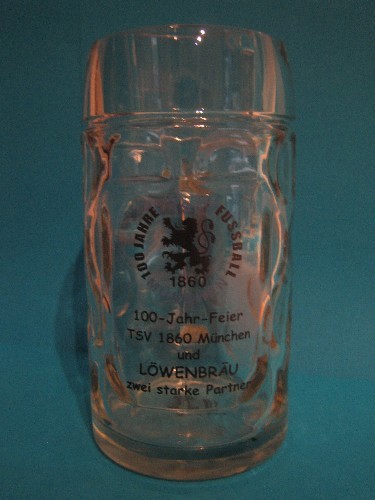 100 JAHRE FUSSBALL
1860
100-Jahr-Feier
TSV 1860 München
und
LÖWENBRÄU
zwei starke Partner